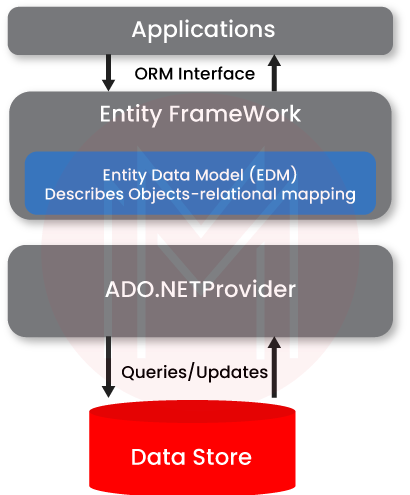 Applications
ORM Interface
Entity FrameWork
Entity Data Model (EDM)
Describes Objects-relational mapping
ADO.NETProvider
Queries/Updates
Data Store